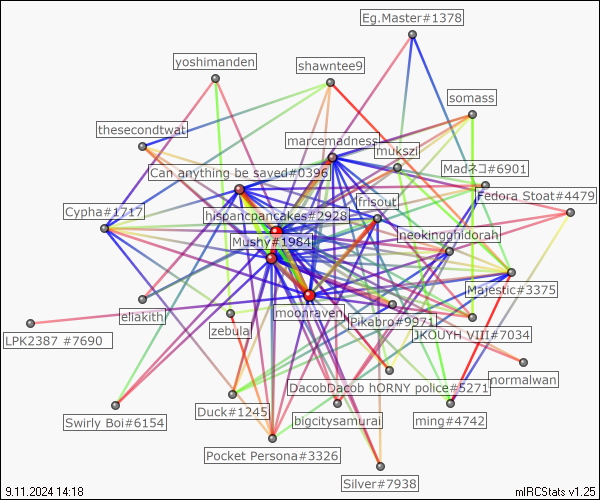 Eg.Master#1378
yoshimanden
shawntee9
somass
thesecondtwat
marcemadness
mukszi
Madネコ#6901
Can anything be saved#0396
Fedora Stoat#4479
frisout
Cypha#1717
hispanicpancakes#2928
Mushy#1984
neokingghidorah
Majestic#3375
eliakith
moonraven
Pikabro#9971
zebula
JKOUYH VIII#7034
LPK2387 #7690
DacobDacob hORNY police#5271
normalwan
Duck#1245
bigcitysamurai
ming#4742
Swirly Boi#6154
Pocket Persona#3326
Silver#7938
9.11.2024 14:18
mIRCStats v1.25